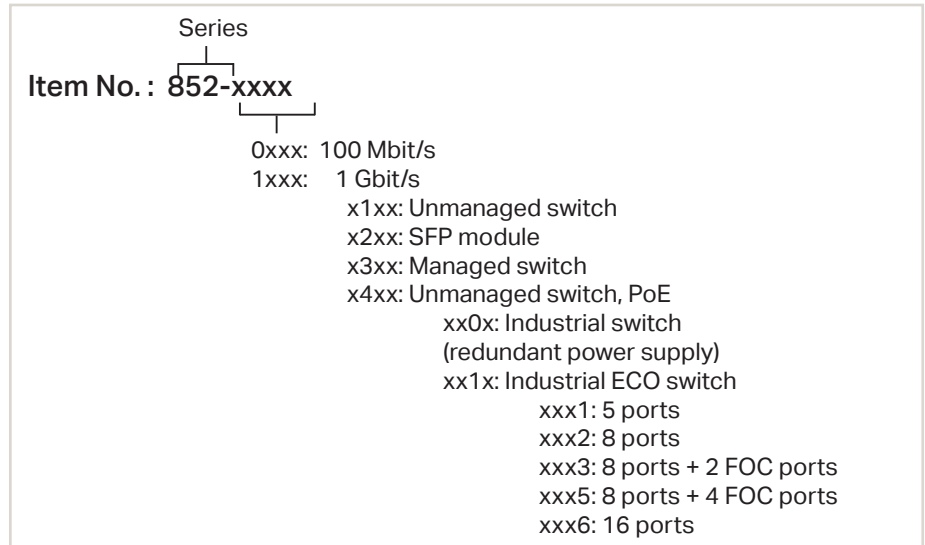 Series
Item No. : 852-xxxx
0xxx: 100 Mbit/s
1xxx: 1 Gbit/s
x1xx: Unmanaged switch
x2xx: SFP module
x3xx: Managed switch
x4xx: Unmanaged switch, PoE
xx0x: Industrial switch
(redundant power supply)
xx1x: Industrial ECO switch
xxx1: 5 ports
xxx2: 8 ports
xxx3: 8 ports + 2 FOC ports
xxx5: 8 ports + 4 FOC ports
xxx6: 16 ports